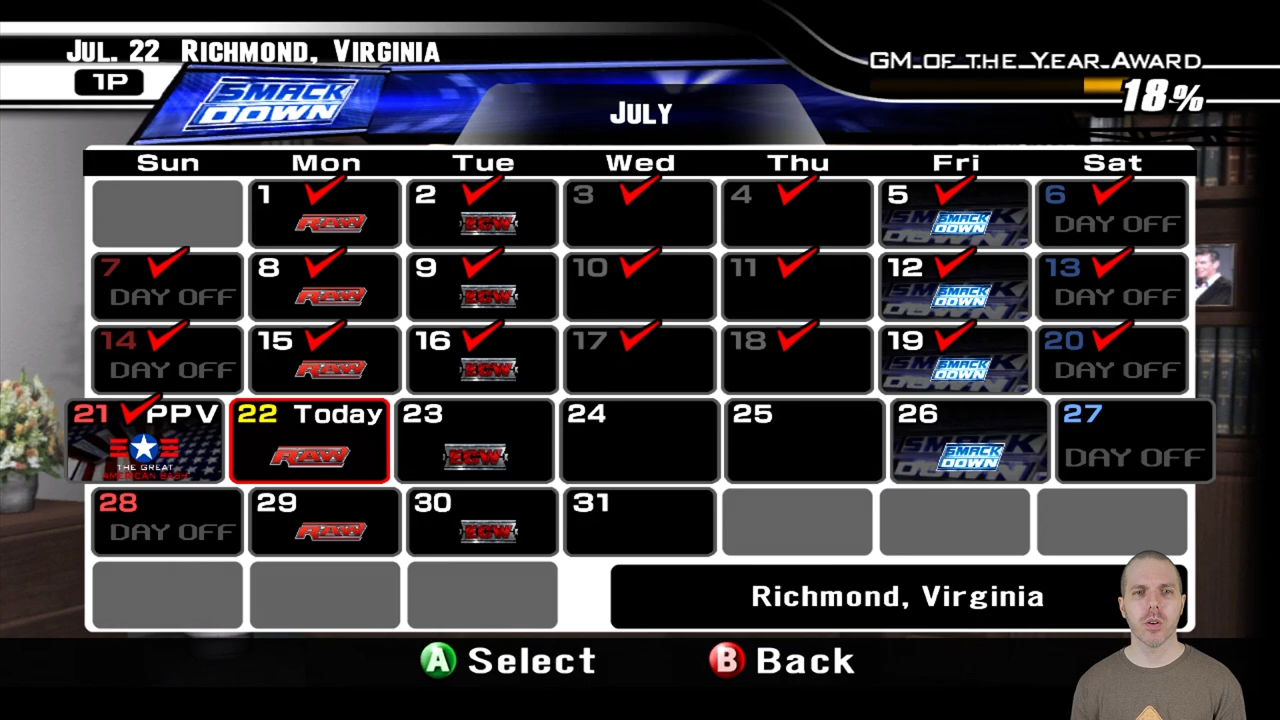 Jul. 22 Richmond, Virginia
GM of the Year Award
1P
18%
SMACK DOWN
July
Sun Mon Tue Wed Thu Fri Sat
1 2 3 4 5 6
RAW ECW SMACK DOWN DAY OFF
7 8 9 10 11 12 13
DAY OFF RAW ECW SMACK DOWN DAY OFF
14 15 16 17 18 19 20
DAY OFF RAW ECW SMACK DOWN DAY OFF
21 PPV 22 Today 23 24 25 26 27
THE GREAT AMERICAN BASH RAW ECW SMACK DOWN DAY OFF
28 29 30 31
DAY OFF RAW ECW
Richmond, Virginia
A Select B Back